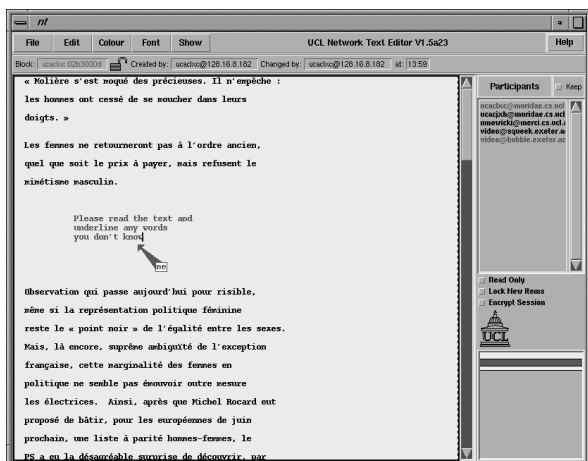 nt
File Edit Colour Font Show UCL Network Text Editor V1.5a23 Help
Block: ucaclxc:02b3000d Created by: ucaclxc@128.16.8.182 Changed by: ucaclxc@128.16.8.182 at: 13:59
« Molière s'est moqué des précieuses. Il n'empêche :
les hommes ont cessé de se moucher dans leurs
doigts. »
Les femmes ne retourneront pas à l'ordre ancien,
quel que soit le prix à payer, mais refusent le
mimétisme masculin.
Please read the text and
underline any words
you don't know
me
Observation qui passe aujourd'hui pour risible,
même si la représentation politique féminine
reste le « point noir » de l'égalité entre les sexes.
Mais, là encore, suprême ambiguïté de l'exception
française, cette marginalité des femmes en
politique ne semble pas émouvoir outre mesure
les électrices. Ainsi, après que Michel Rocard eut
proposé de bâtir, pour les européennes de juin
prochain, une liste à parité hommes-femmes, le
PS a eu la désagréable surprise de découvrir, par
Participants Keep
ucaclxc@muridae.cs.ucl
ucacjxh@muridae.cs.ucl
mnowicki@merci.cs.ucl.a
video@squeek.exeter.a
video@bubble.exeter.ac
Read Only
Lock New Items
Encrypt Session
UCL